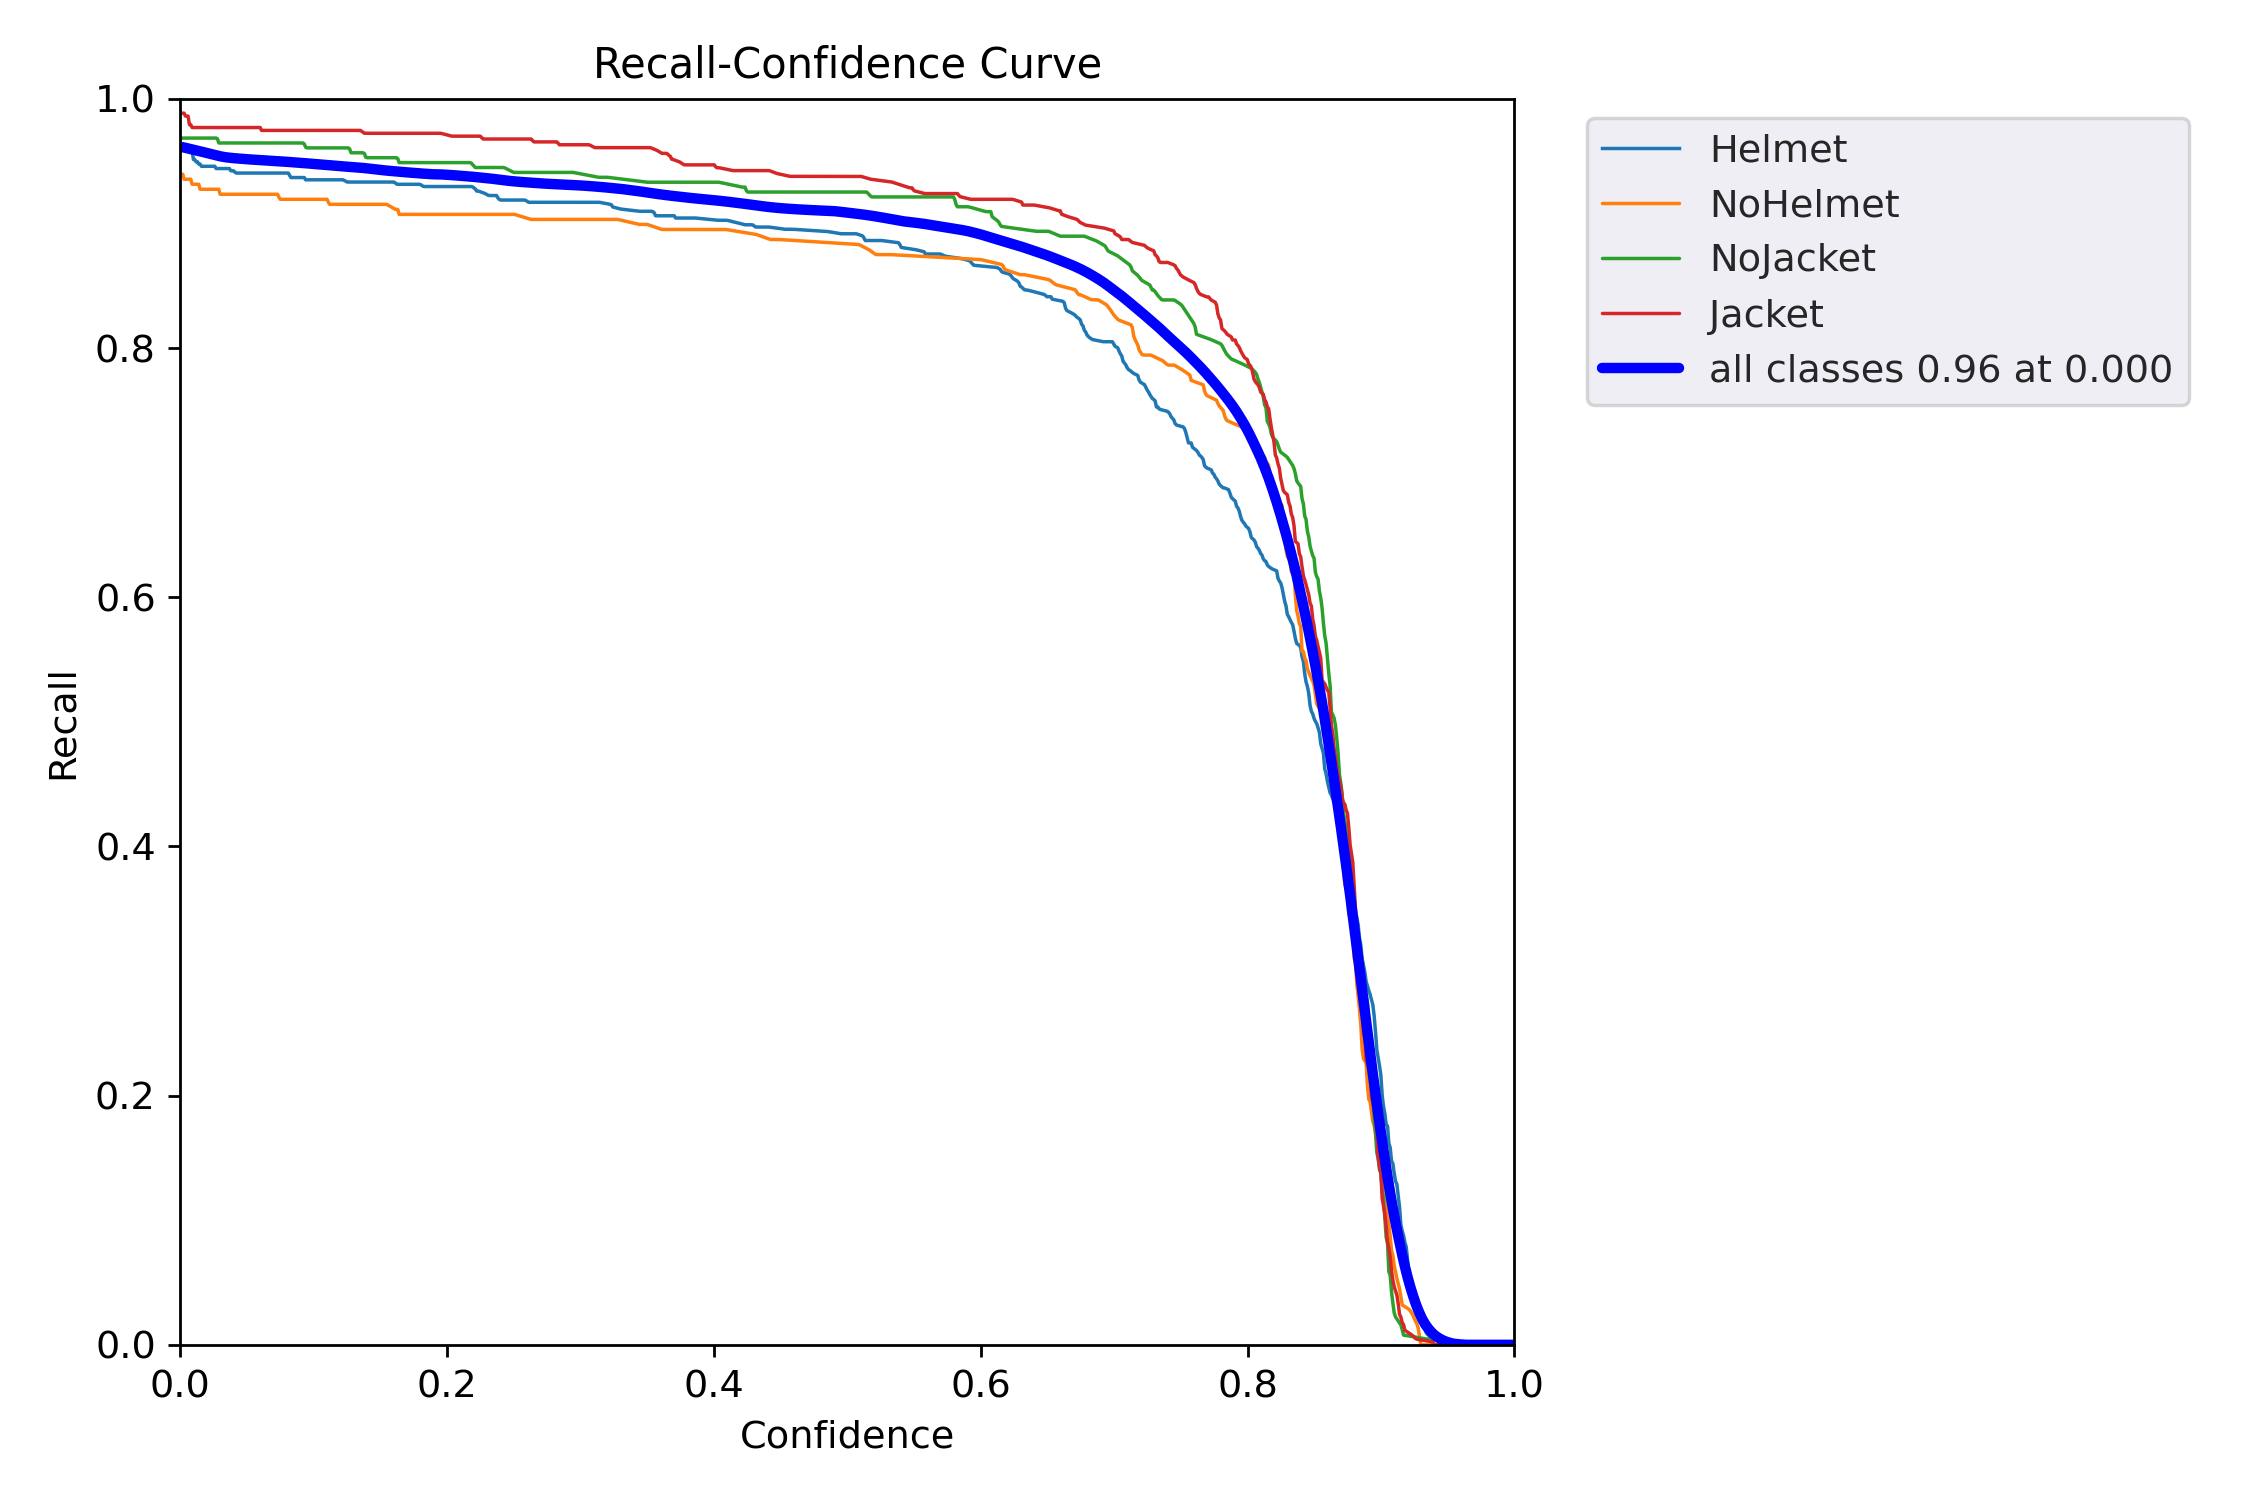 Recall-Confidence Curve
1.0
0.8
0.6
0.4
0.2
0.0
Recall
0.0 0.2 0.4 0.6 0.8 1.0
Confidence
Helmet
NoHelmet
NoJacket
Jacket
all classes 0.96 at 0.000